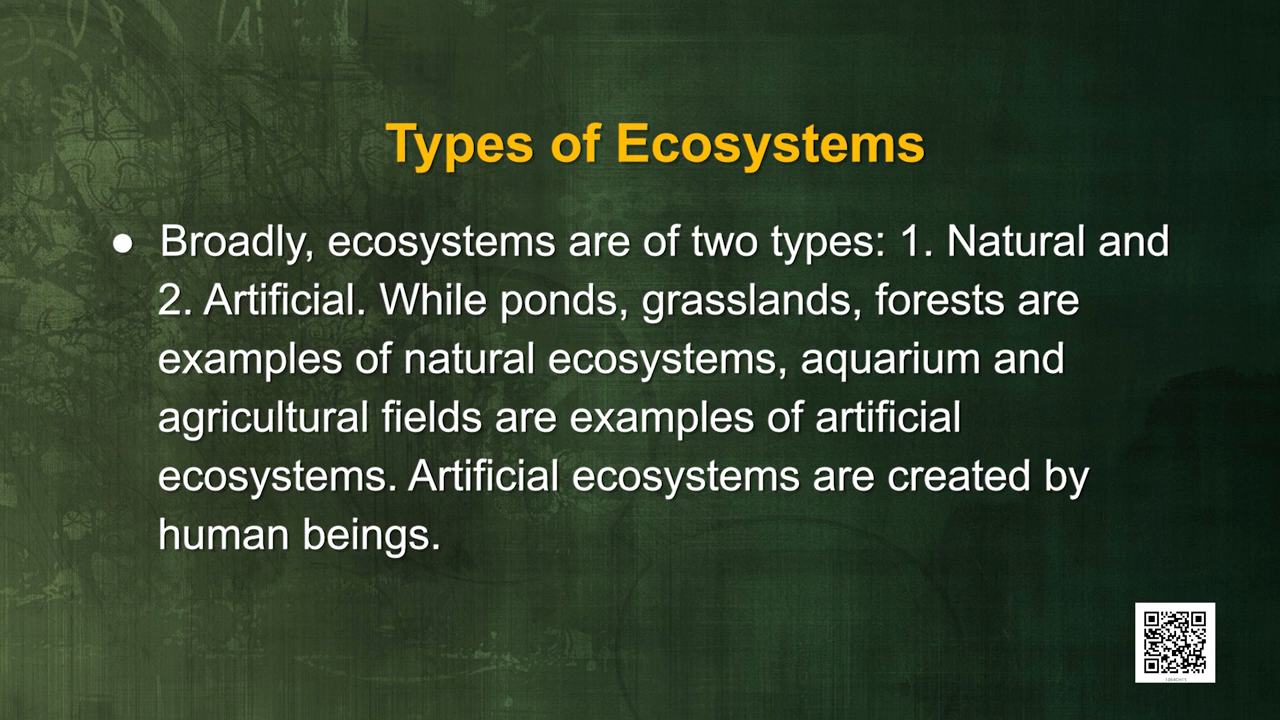 Types of Ecosystems
● Broadly, ecosystems are of two types: 1. Natural and
2. Artificial. While ponds, grasslands, forests are
examples of natural ecosystems, aquarium and
agricultural fields are examples of artificial
ecosystems. Artificial ecosystems are created by
human beings.